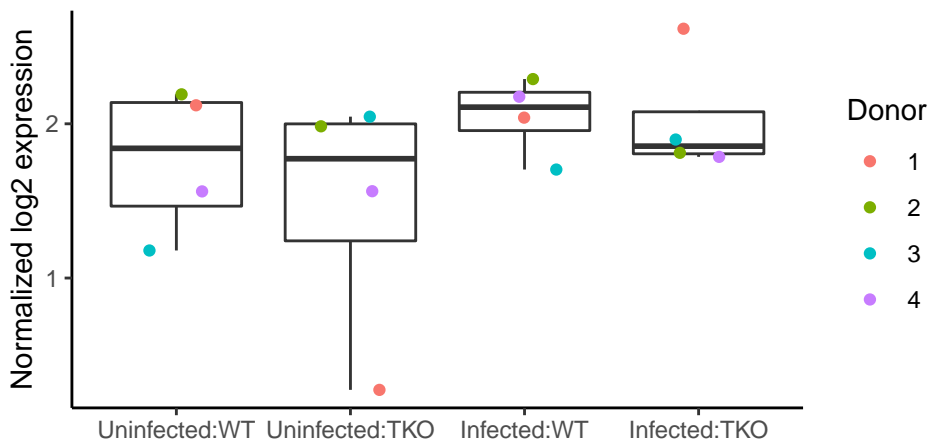 Normalized log2 expression
2
1
Uninfected:WT
Uninfected:TKO
Infected:WT
Infected:TKO
Donor
1
2
3
4